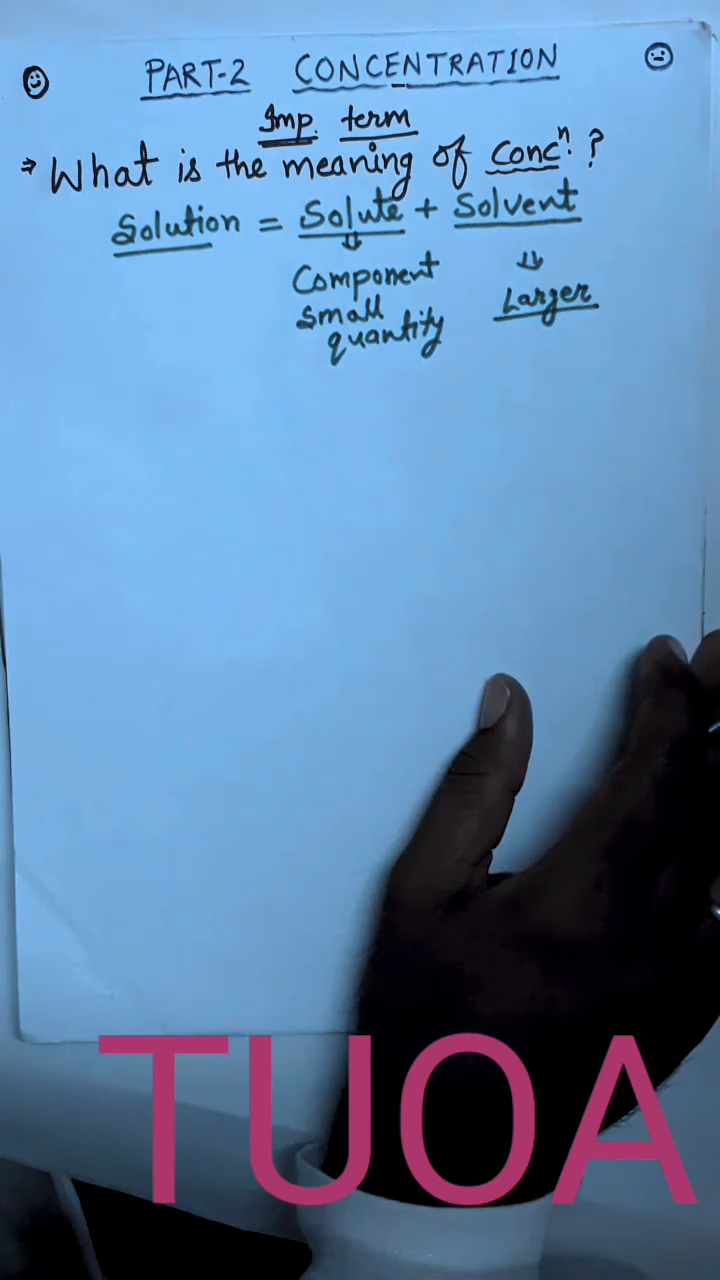 PART-2 CONCENTRATION
Imp. term
⇒ What is the meaning of Concⁿ. ?
Solution = Solute + Solvent
⇓ ⇓
Component Larger
small
quantity
TUOA